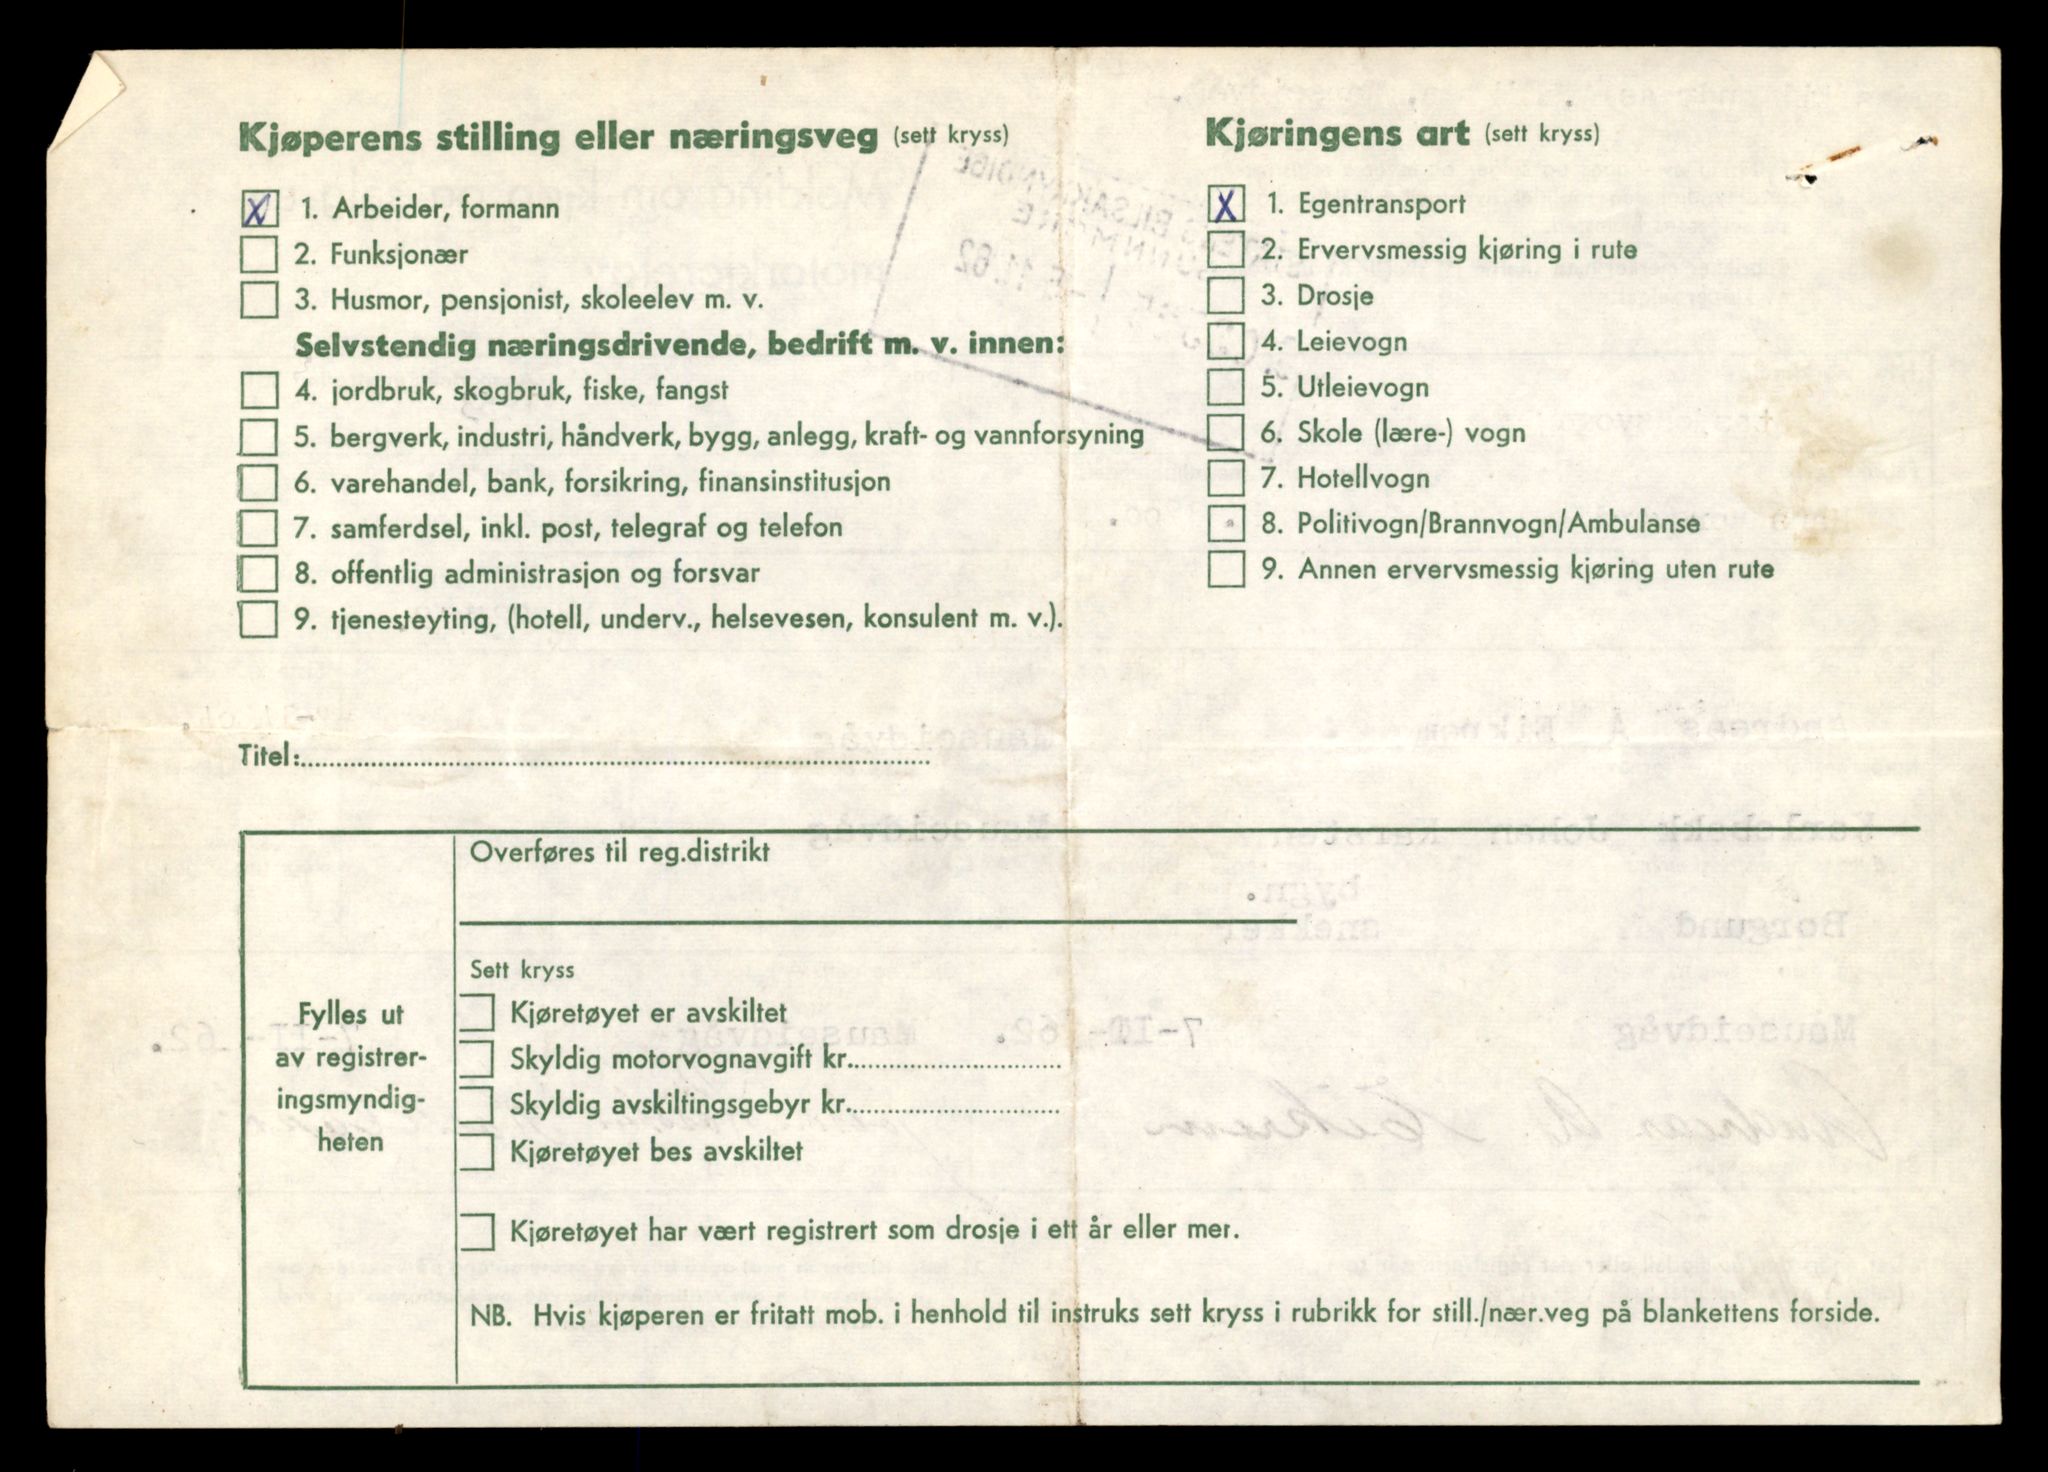 Kjøperens stilling eller næringsveg (sett kryss)
X 1. Arbeider, formann
2. Funksjonær
3. Husmor, pensjonist, skoleelev m. v.
Selvstendig næringsdrivende, bedrift m. v. innen:
4. jordbruk, skogbruk, fiske, fangst
5. bergverk, industri, håndverk, bygg, anlegg, kraft- og vannforsyning
6. varehandel, bank, forsikring, finansinstitusjon
7. samferdsel, inkl. post, telegraf og telefon
8. offentlig administrasjon og forsvar
9. tjenesteyting, (hotell, underv., helsevesen, konsulent m. v.).
Kjøringens art (sett kryss)
X 1. Egentransport
2. Ervervsmessig kjøring i rute
3. Drosje
4. Leievogn
5. Utleievogn
6. Skole (lære-) vogn
7. Hotellvogn
8. Politivogn/Brannvogn/Ambulanse
9. Annen ervervsmessig kjøring uten rute
Titel:
Fylles ut
av registrer-
ingsmyndig-
heten
Overføres til reg.distrikt
Sett kryss
Kjøretøyet er avskiltet
Skyldig motorvognavgift kr.
Skyldig avskiltingsgebyr kr.
Kjøretøyet bes avskiltet
Kjøretøyet har vært registrert som drosje i ett år eller mer.
NB. Hvis kjøperen er fritatt mob. i henhold til instruks sett kryss i rubrikk for still./nær.veg på blankettens forside.